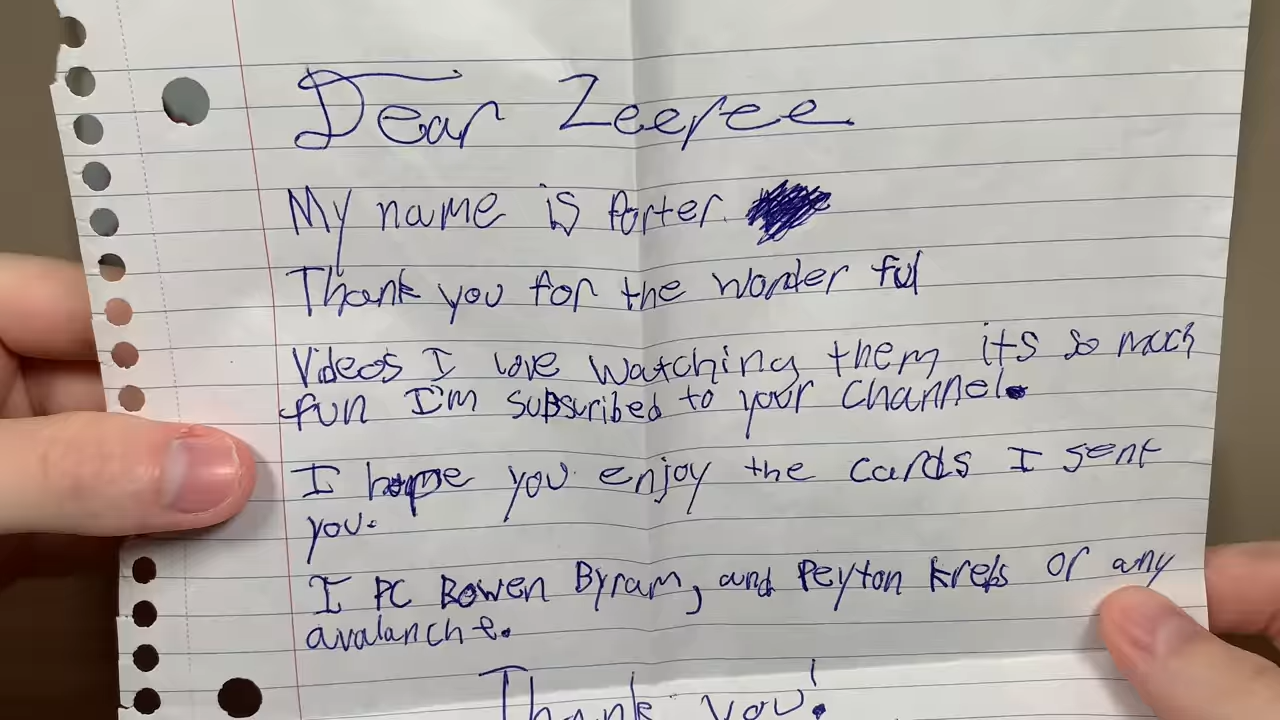 Dear Zeeree
My name is Porter.
Thank you for the wonder ful
Videos I love watching them its so much
fun I'm subscribed to your channel.
I hope you enjoy the cards I sent
you.
I PC Bowen Byram, and Peyton krebs or any
avalanche.
Thank you!